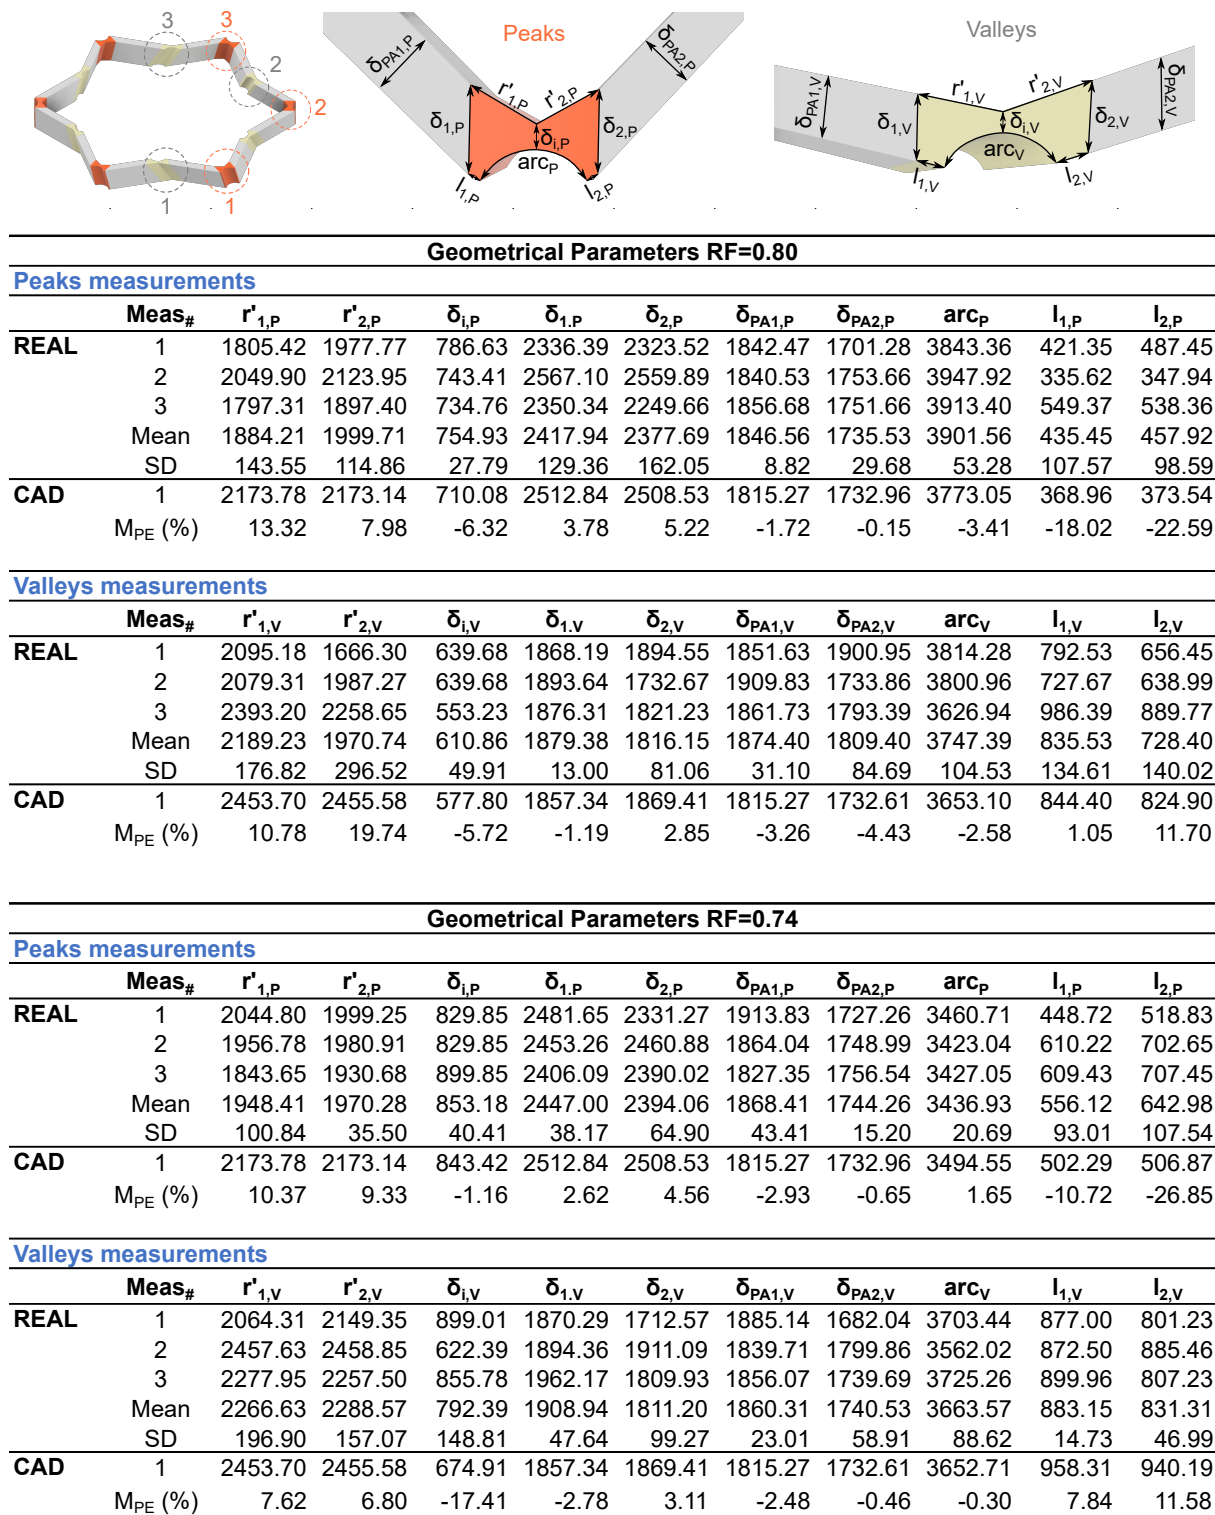 3 3 2 2 1 1
Peaks
δPA1,P δPA2,P
r'1,P r'2,P
δ1,P δi,P δ2,P
arcP
l1,P l2,P
Valleys
δPA1,V δPA2,V
r'1,V r'2,V
δ1,V δi,V δ2,V
arcV
l1,V l2,V
Geometrical Parameters RF=0.80
Peaks measurements
Meas# r'1,P r'2,P δi,P δ1.P δ2,P δPA1,P δPA2,P arcP l1,P l2,P
REAL 1 1805.42 1977.77 786.63 2336.39 2323.52 1842.47 1701.28 3843.36 421.35 487.45
2 2049.90 2123.95 743.41 2567.10 2559.89 1840.53 1753.66 3947.92 335.62 347.94
3 1797.31 1897.40 734.76 2350.34 2249.66 1856.68 1751.66 3913.40 549.37 538.36
Mean 1884.21 1999.71 754.93 2417.94 2377.69 1846.56 1735.53 3901.56 435.45 457.92
SD 143.55 114.86 27.79 129.36 162.05 8.82 29.68 53.28 107.57 98.59
CAD 1 2173.78 2173.14 710.08 2512.84 2508.53 1815.27 1732.96 3773.05 368.96 373.54
MPE (%) 13.32 7.98 -6.32 3.78 5.22 -1.72 -0.15 -3.41 -18.02 -22.59
Valleys measurements
Meas# r'1,V r'2,V δi,V δ1.V δ2,V δPA1,V δPA2,V arcV l1,V l2,V
REAL 1 2095.18 1666.30 639.68 1868.19 1894.55 1851.63 1900.95 3814.28 792.53 656.45
2 2079.31 1987.27 639.68 1893.64 1732.67 1909.83 1733.86 3800.96 727.67 638.99
3 2393.20 2258.65 553.23 1876.31 1821.23 1861.73 1793.39 3626.94 986.39 889.77
Mean 2189.23 1970.74 610.86 1879.38 1816.15 1874.40 1809.40 3747.39 835.53 728.40
SD 176.82 296.52 49.91 13.00 81.06 31.10 84.69 104.53 134.61 140.02
CAD 1 2453.70 2455.58 577.80 1857.34 1869.41 1815.27 1732.61 3653.10 844.40 824.90
MPE (%) 10.78 19.74 -5.72 -1.19 2.85 -3.26 -4.43 -2.58 1.05 11.70
Geometrical Parameters RF=0.74
Peaks measurements
Meas# r'1,P r'2,P δi,P δ1.P δ2,P δPA1,P δPA2,P arcP l1,P l2,P
REAL 1 2044.80 1999.25 829.85 2481.65 2331.27 1913.83 1727.26 3460.71 448.72 518.83
2 1956.78 1980.91 829.85 2453.26 2460.88 1864.04 1748.99 3423.04 610.22 702.65
3 1843.65 1930.68 899.85 2406.09 2390.02 1827.35 1756.54 3427.05 609.43 707.45
Mean 1948.41 1970.28 853.18 2447.00 2394.06 1868.41 1744.26 3436.93 556.12 642.98
SD 100.84 35.50 40.41 38.17 64.90 43.41 15.20 20.69 93.01 107.54
CAD 1 2173.78 2173.14 843.42 2512.84 2508.53 1815.27 1732.96 3494.55 502.29 506.87
MPE (%) 10.37 9.33 -1.16 2.62 4.56 -2.93 -0.65 1.65 -10.72 -26.85
Valleys measurements
Meas# r'1,V r'2,V δi,V δ1.V δ2,V δPA1,V δPA2,V arcV l1,V l2,V
REAL 1 2064.31 2149.35 899.01 1870.29 1712.57 1885.14 1682.04 3703.44 877.00 801.23
2 2457.63 2458.85 622.39 1894.36 1911.09 1839.71 1799.86 3562.02 872.50 885.46
3 2277.95 2257.50 855.78 1962.17 1809.93 1856.07 1739.69 3725.26 899.96 807.23
Mean 2266.63 2288.57 792.39 1908.94 1811.20 1860.31 1740.53 3663.57 883.15 831.31
SD 196.90 157.07 148.81 47.64 99.27 23.01 58.91 88.62 14.73 46.99
CAD 1 2453.70 2455.58 674.91 1857.34 1869.41 1815.27 1732.61 3652.71 958.31 940.19
MPE (%) 7.62 6.80 -17.41 -2.78 3.11 -2.48 -0.46 -0.30 7.84 11.58